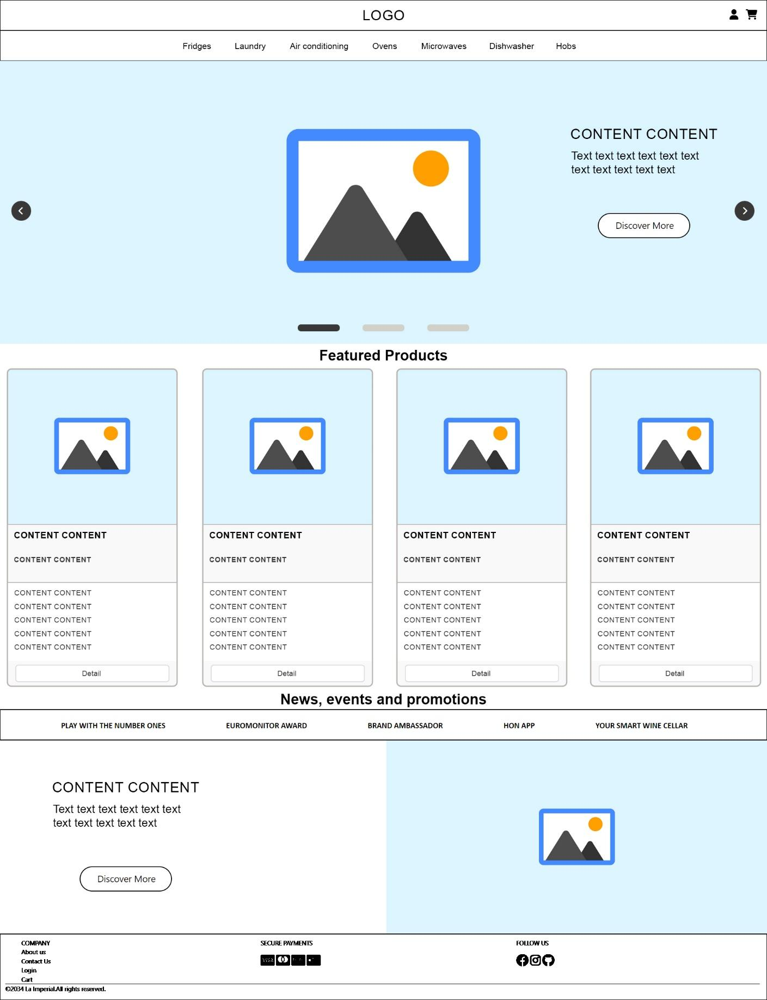 LOGO
Fridges Laundry Air conditioning Ovens Microwaves Dishwasher Hobs
CONTENT CONTENT
Text text text text text text
text text text text text
Discover More
Featured Products
CONTENT CONTENT
CONTENT CONTENT
CONTENT CONTENT
CONTENT CONTENT
CONTENT CONTENT
CONTENT CONTENT
CONTENT CONTENT
Detail
CONTENT CONTENT
CONTENT CONTENT
CONTENT CONTENT
CONTENT CONTENT
CONTENT CONTENT
CONTENT CONTENT
CONTENT CONTENT
Detail
CONTENT CONTENT
CONTENT CONTENT
CONTENT CONTENT
CONTENT CONTENT
CONTENT CONTENT
CONTENT CONTENT
CONTENT CONTENT
Detail
CONTENT CONTENT
CONTENT CONTENT
CONTENT CONTENT
CONTENT CONTENT
CONTENT CONTENT
CONTENT CONTENT
CONTENT CONTENT
Detail
News, events and promotions
PLAY WITH THE NUMBER ONES EUROMONITOR AWARD BRAND AMBASSADOR HON APP YOUR SMART WINE CELLAR
CONTENT CONTENT
Text text text text text text
text text text text text
Discover More
COMPANY
About us
Contact Us
Login
Cart
SECURE PAYMENTS
VISA
FOLLOW US
©2034 La Imperial.All rights reserved.